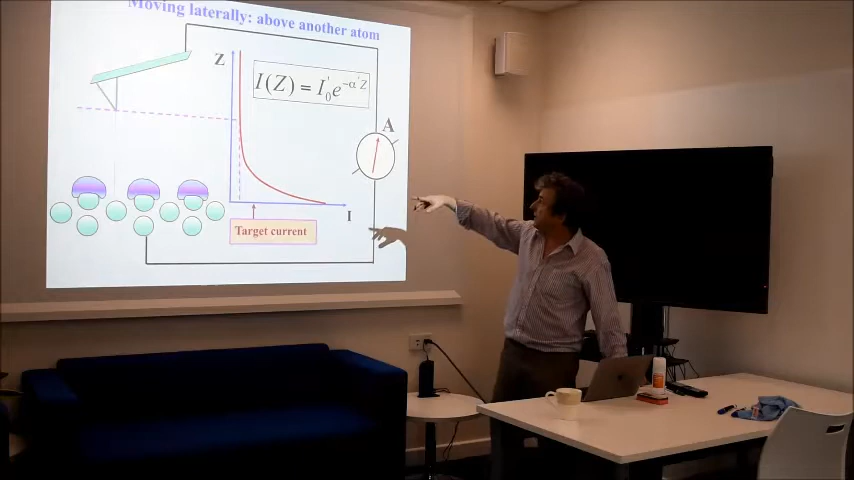 Moving laterally: above another atom
Z
I(Z) = I'₀e^(−α'Z)
A
I
Target current